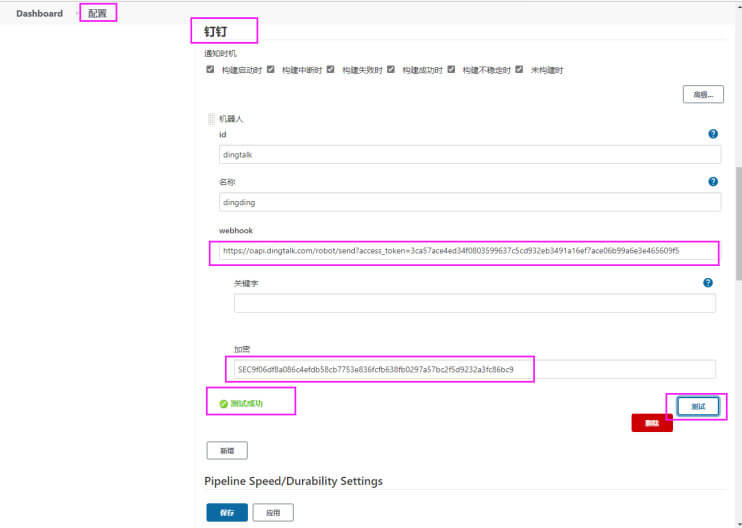 Dashboard 配置
钉钉
通知时机
构建启动时 构建中断时 构建失败时 构建成功时 构建不稳定时 未构建时
高级...
机器人
id
dingtalk
名称
dingding
webhook
https://oapi.dingtalk.com/robot/send?access_token=3ca57ace4ed34f0803599637c5cd932eb3491a16ef7ace06b99a6e3e465609f5
关键字
加密
SEC9f06df8a086c4efdb58cb7753e836fcfb638fb0297a57bc2f5d9232a3fc86bc9
测试成功
测试
删除
新增
Pipeline Speed/Durability Settings
保存 应用